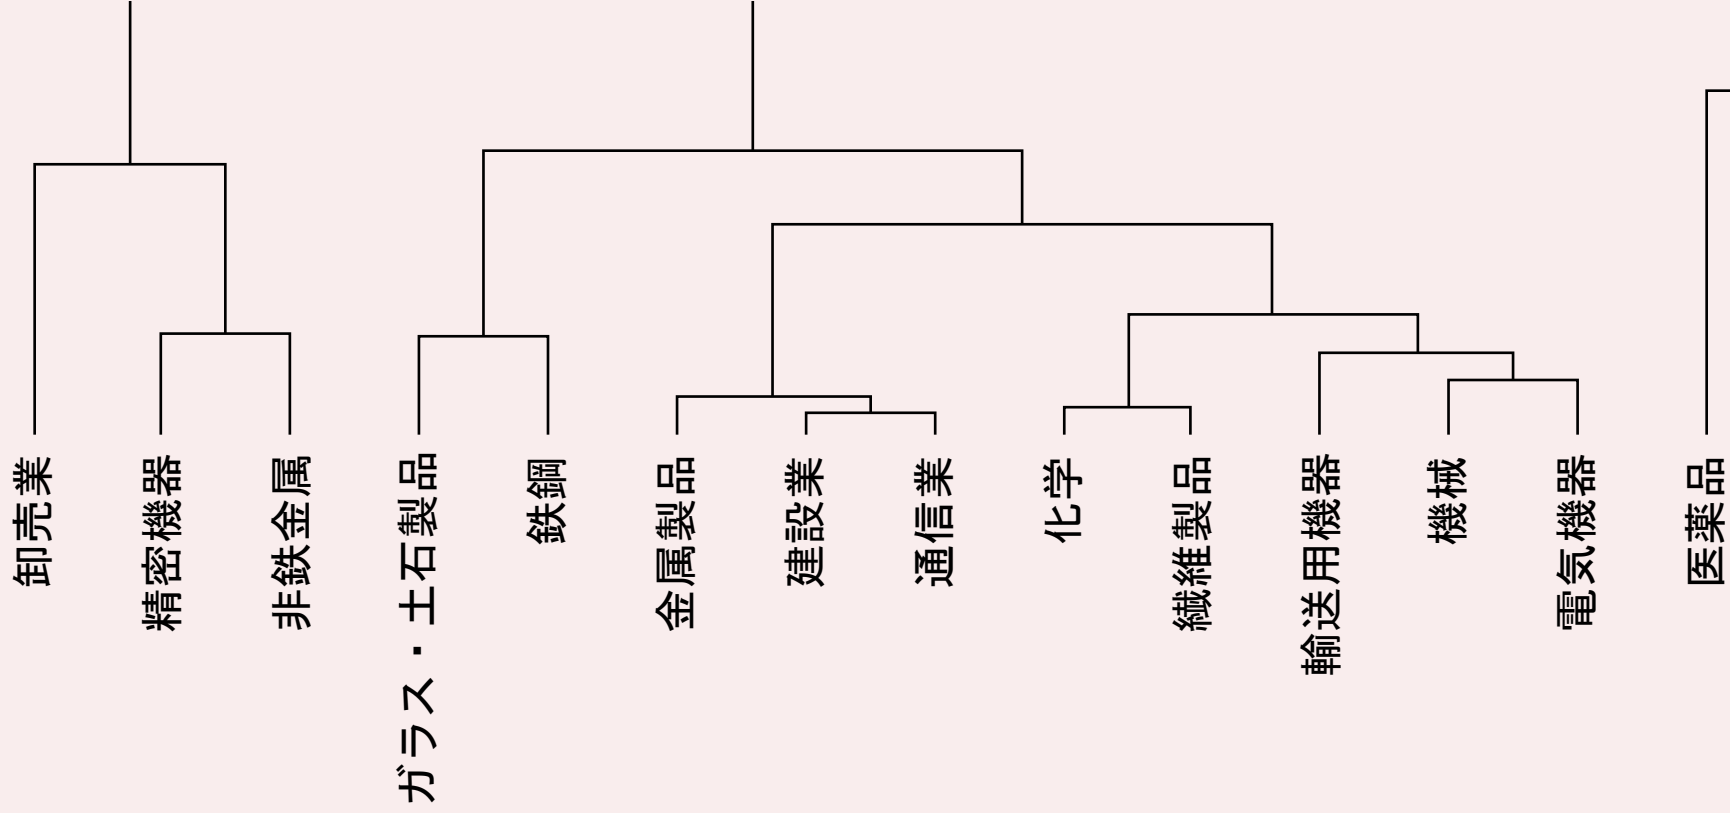 卸売業
精密機器
非鉄金属
ガラス・土石製品
鉄鋼
金属製品
建設業
通信業
化学
繊維製品
輸送用機器
機械
電気機器
医薬品